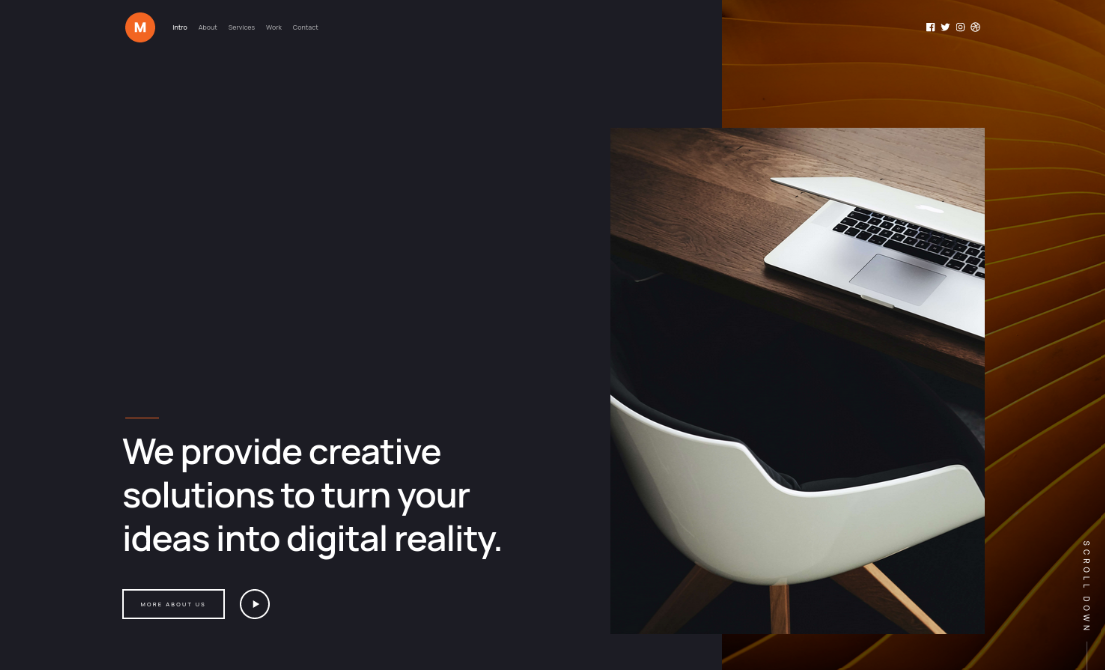 M
Intro About Services Work Contact
We provide creative
solutions to turn your
ideas into digital reality.
MORE ABOUT US
SCROLL DOWN